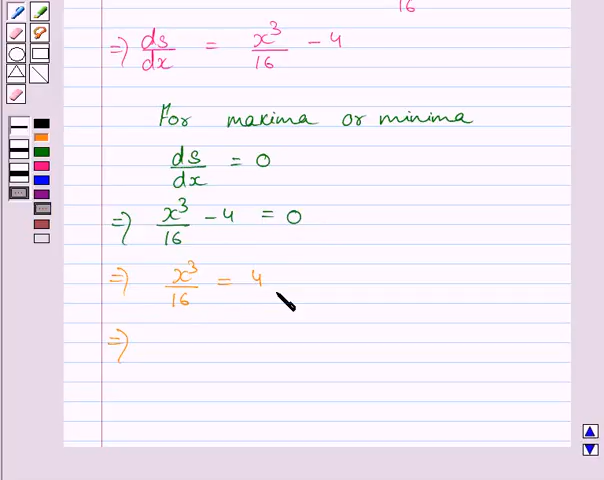 16
⇒ ds/dx = x³/16 - 4
For maxima or minima
ds/dx = 0
⇒ x³/16 - 4 = 0
⇒ x³/16 = 4
⇒